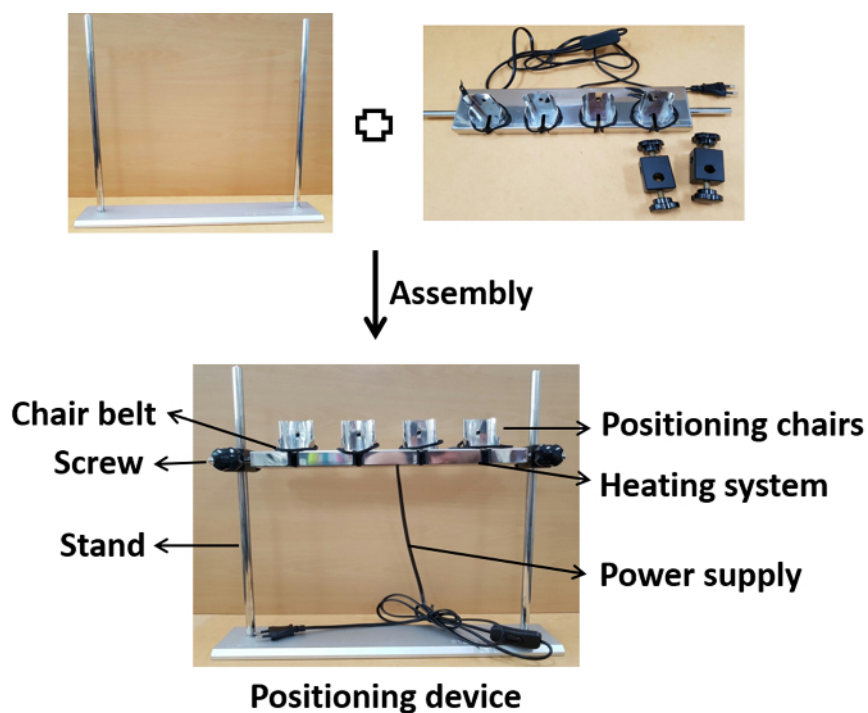 Assembly
Chair belt
Positioning chairs
Screw
Heating system
Stand
Power supply
Positioning device